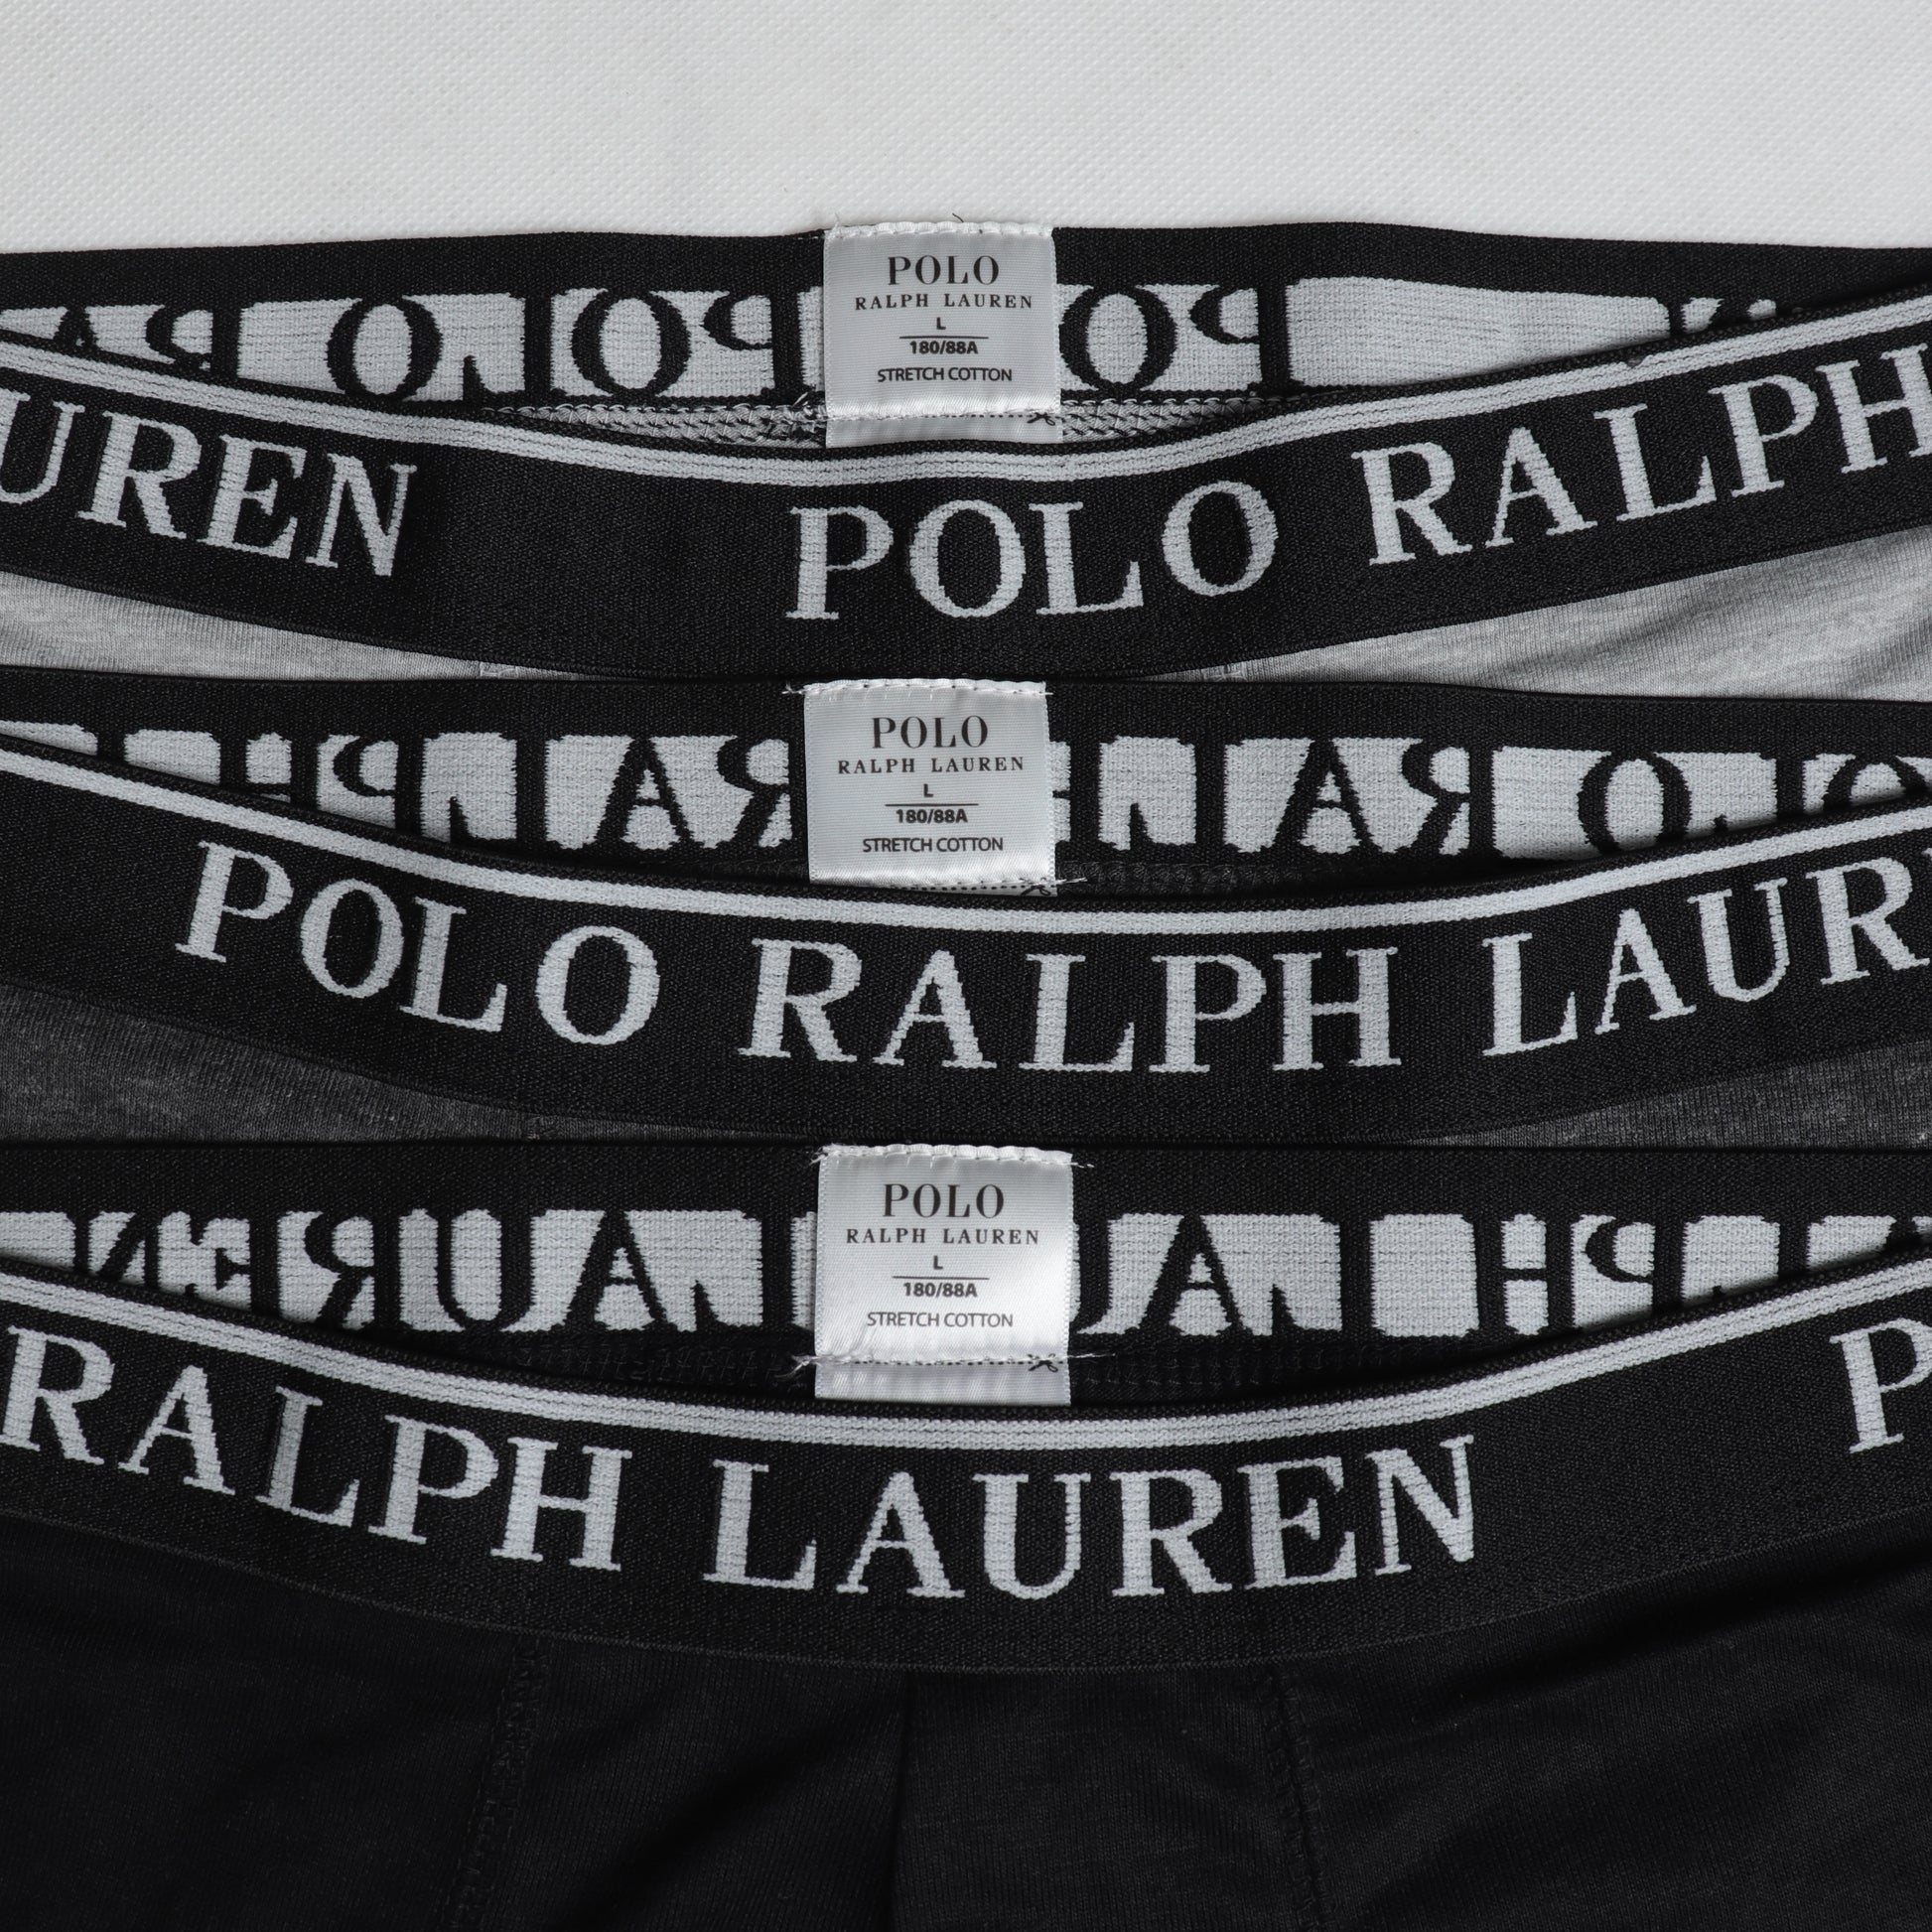 POLO
RALPH LAUREN
L
180/88A
STRETCH COTTON
UREN POLO RALPH
POLO
RALPH LAUREN
L
180/88A
STRETCH COTTON
POLO RALPH LAUR
POLO
RALPH LAUREN
L
180/88A
STRETCH COTTON
RALPH LAUREN P